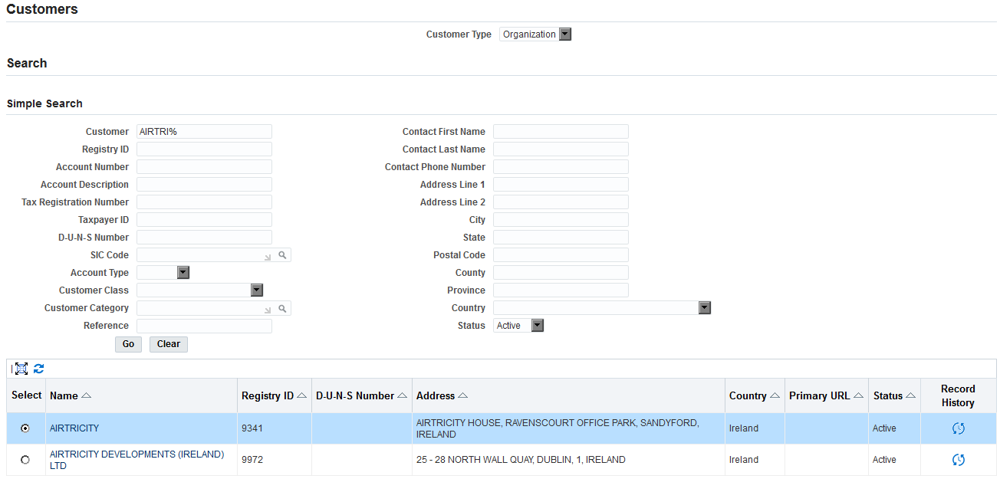 Customers
Customer Type Organization
Search
Simple Search
Customer AIRTRI% Contact First Name
Registry ID Contact Last Name
Account Number Contact Phone Number
Account Description Address Line 1
Tax Registration Number Address Line 2
Taxpayer ID City
D-U-N-S Number State
SIC Code Postal Code
Account Type County
Customer Class Province
Customer Category Country
Reference Status Active
Go Clear
Select Name Registry ID D-U-N-S Number Address Country Primary URL Status Record History
AIRTRICITY 9341 AIRTRICITY HOUSE, RAVENSCOURT OFFICE PARK, SANDYFORD, IRELAND Ireland Active
AIRTRICITY DEVELOPMENTS (IRELAND) LTD 9972 25 - 28 NORTH WALL QUAY, DUBLIN, 1, IRELAND Ireland Active